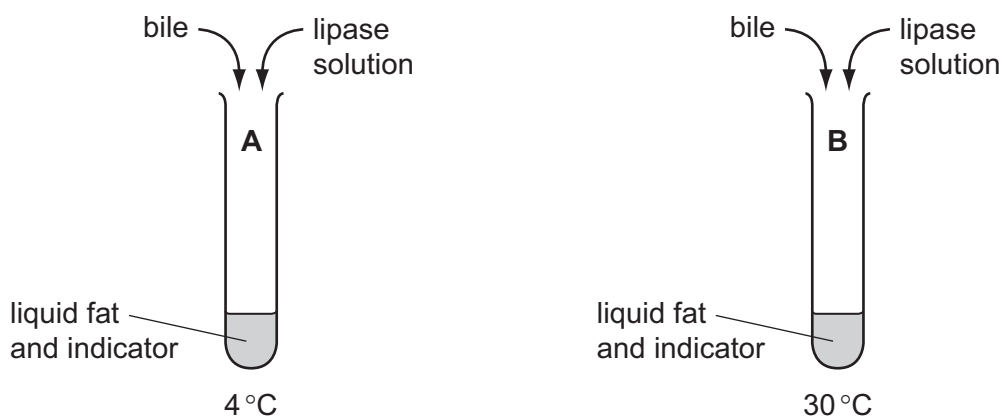 bile
lipase
solution
A
liquid fat
and indicator
4 °C
bile
lipase
solution
B
liquid fat
and indicator
30 °C